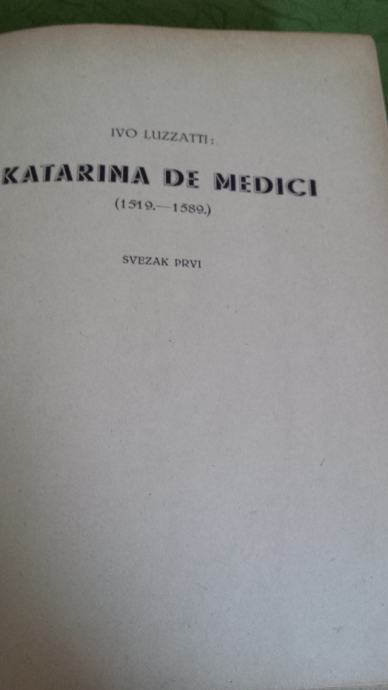 IVO LUZZATTI:
KATARINA DE MEDICI
(1519.—1589.)
SVEZAK PRVI